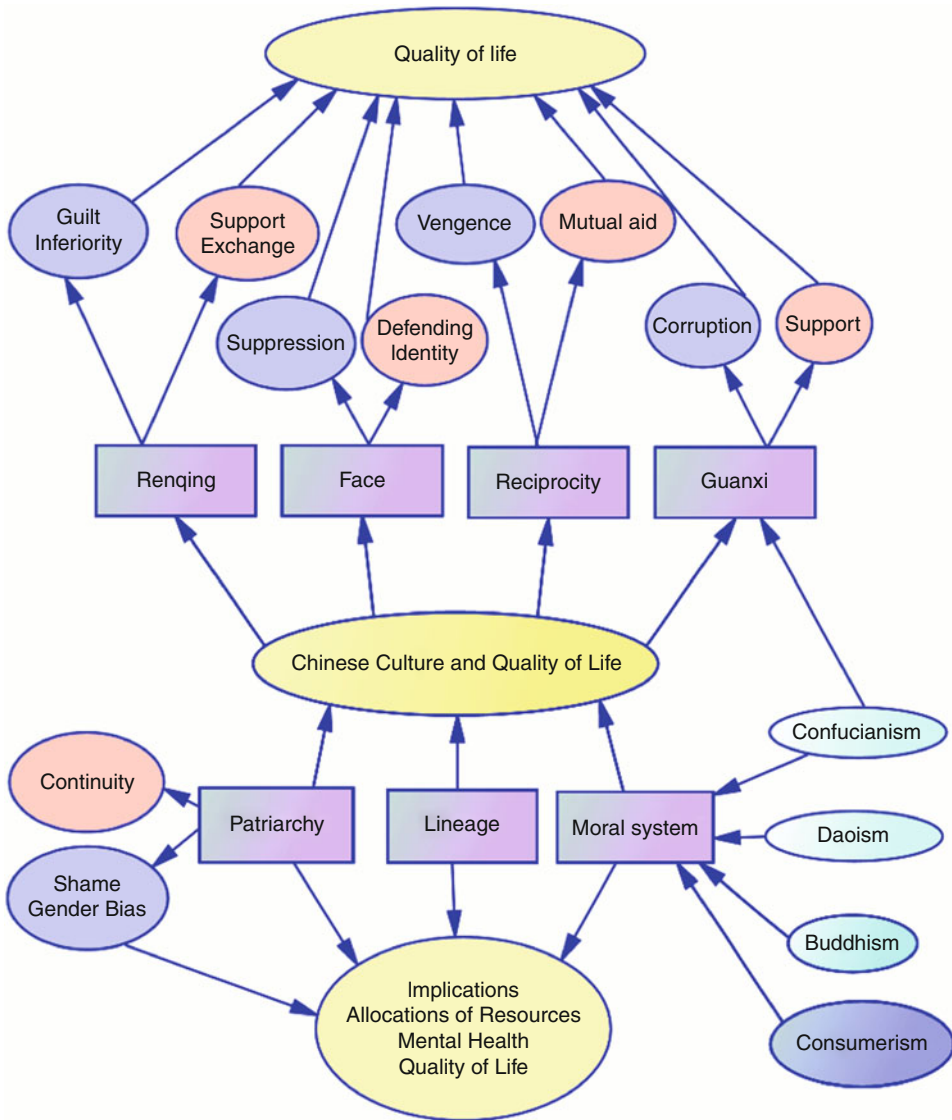 Quality of life
Guilt
Inferiority
Support
Exchange
Vengence
Mutual aid
Suppression
Defending
Identity
Corruption
Support
Renqing
Face
Reciprocity
Guanxi
Chinese Culture and Quality of Life
Confucianism
Continuity
Patriarchy
Lineage
Moral system
Daoism
Shame
Gender Bias
Buddhism
Implications
Allocations of Resources
Mental Health
Quality of Life
Consumerism